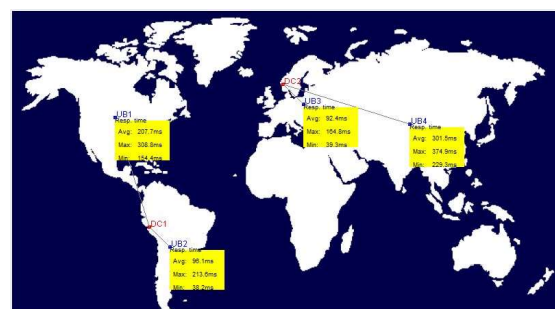 DC2
UB3
Resp. time
Avg: 92.4ms
Max: 164.8ms
Min: 39.3ms
UB1
Resp. time
Avg: 207.7ms
Max: 308.8ms
Min: 154.4ms
UB4
Resp. time
Avg: 301.5ms
Max: 374.9ms
Min: 229.3ms
DC1
UB2
Resp. time
Avg: 96.1ms
Max: 213.6ms
Min: 38.2ms